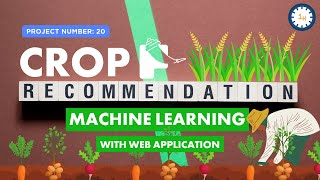 PROJECT NUMBER: 20
CROP
RECOMMENDATION
MACHINE LEARNING
WITH WEB APPLICATION